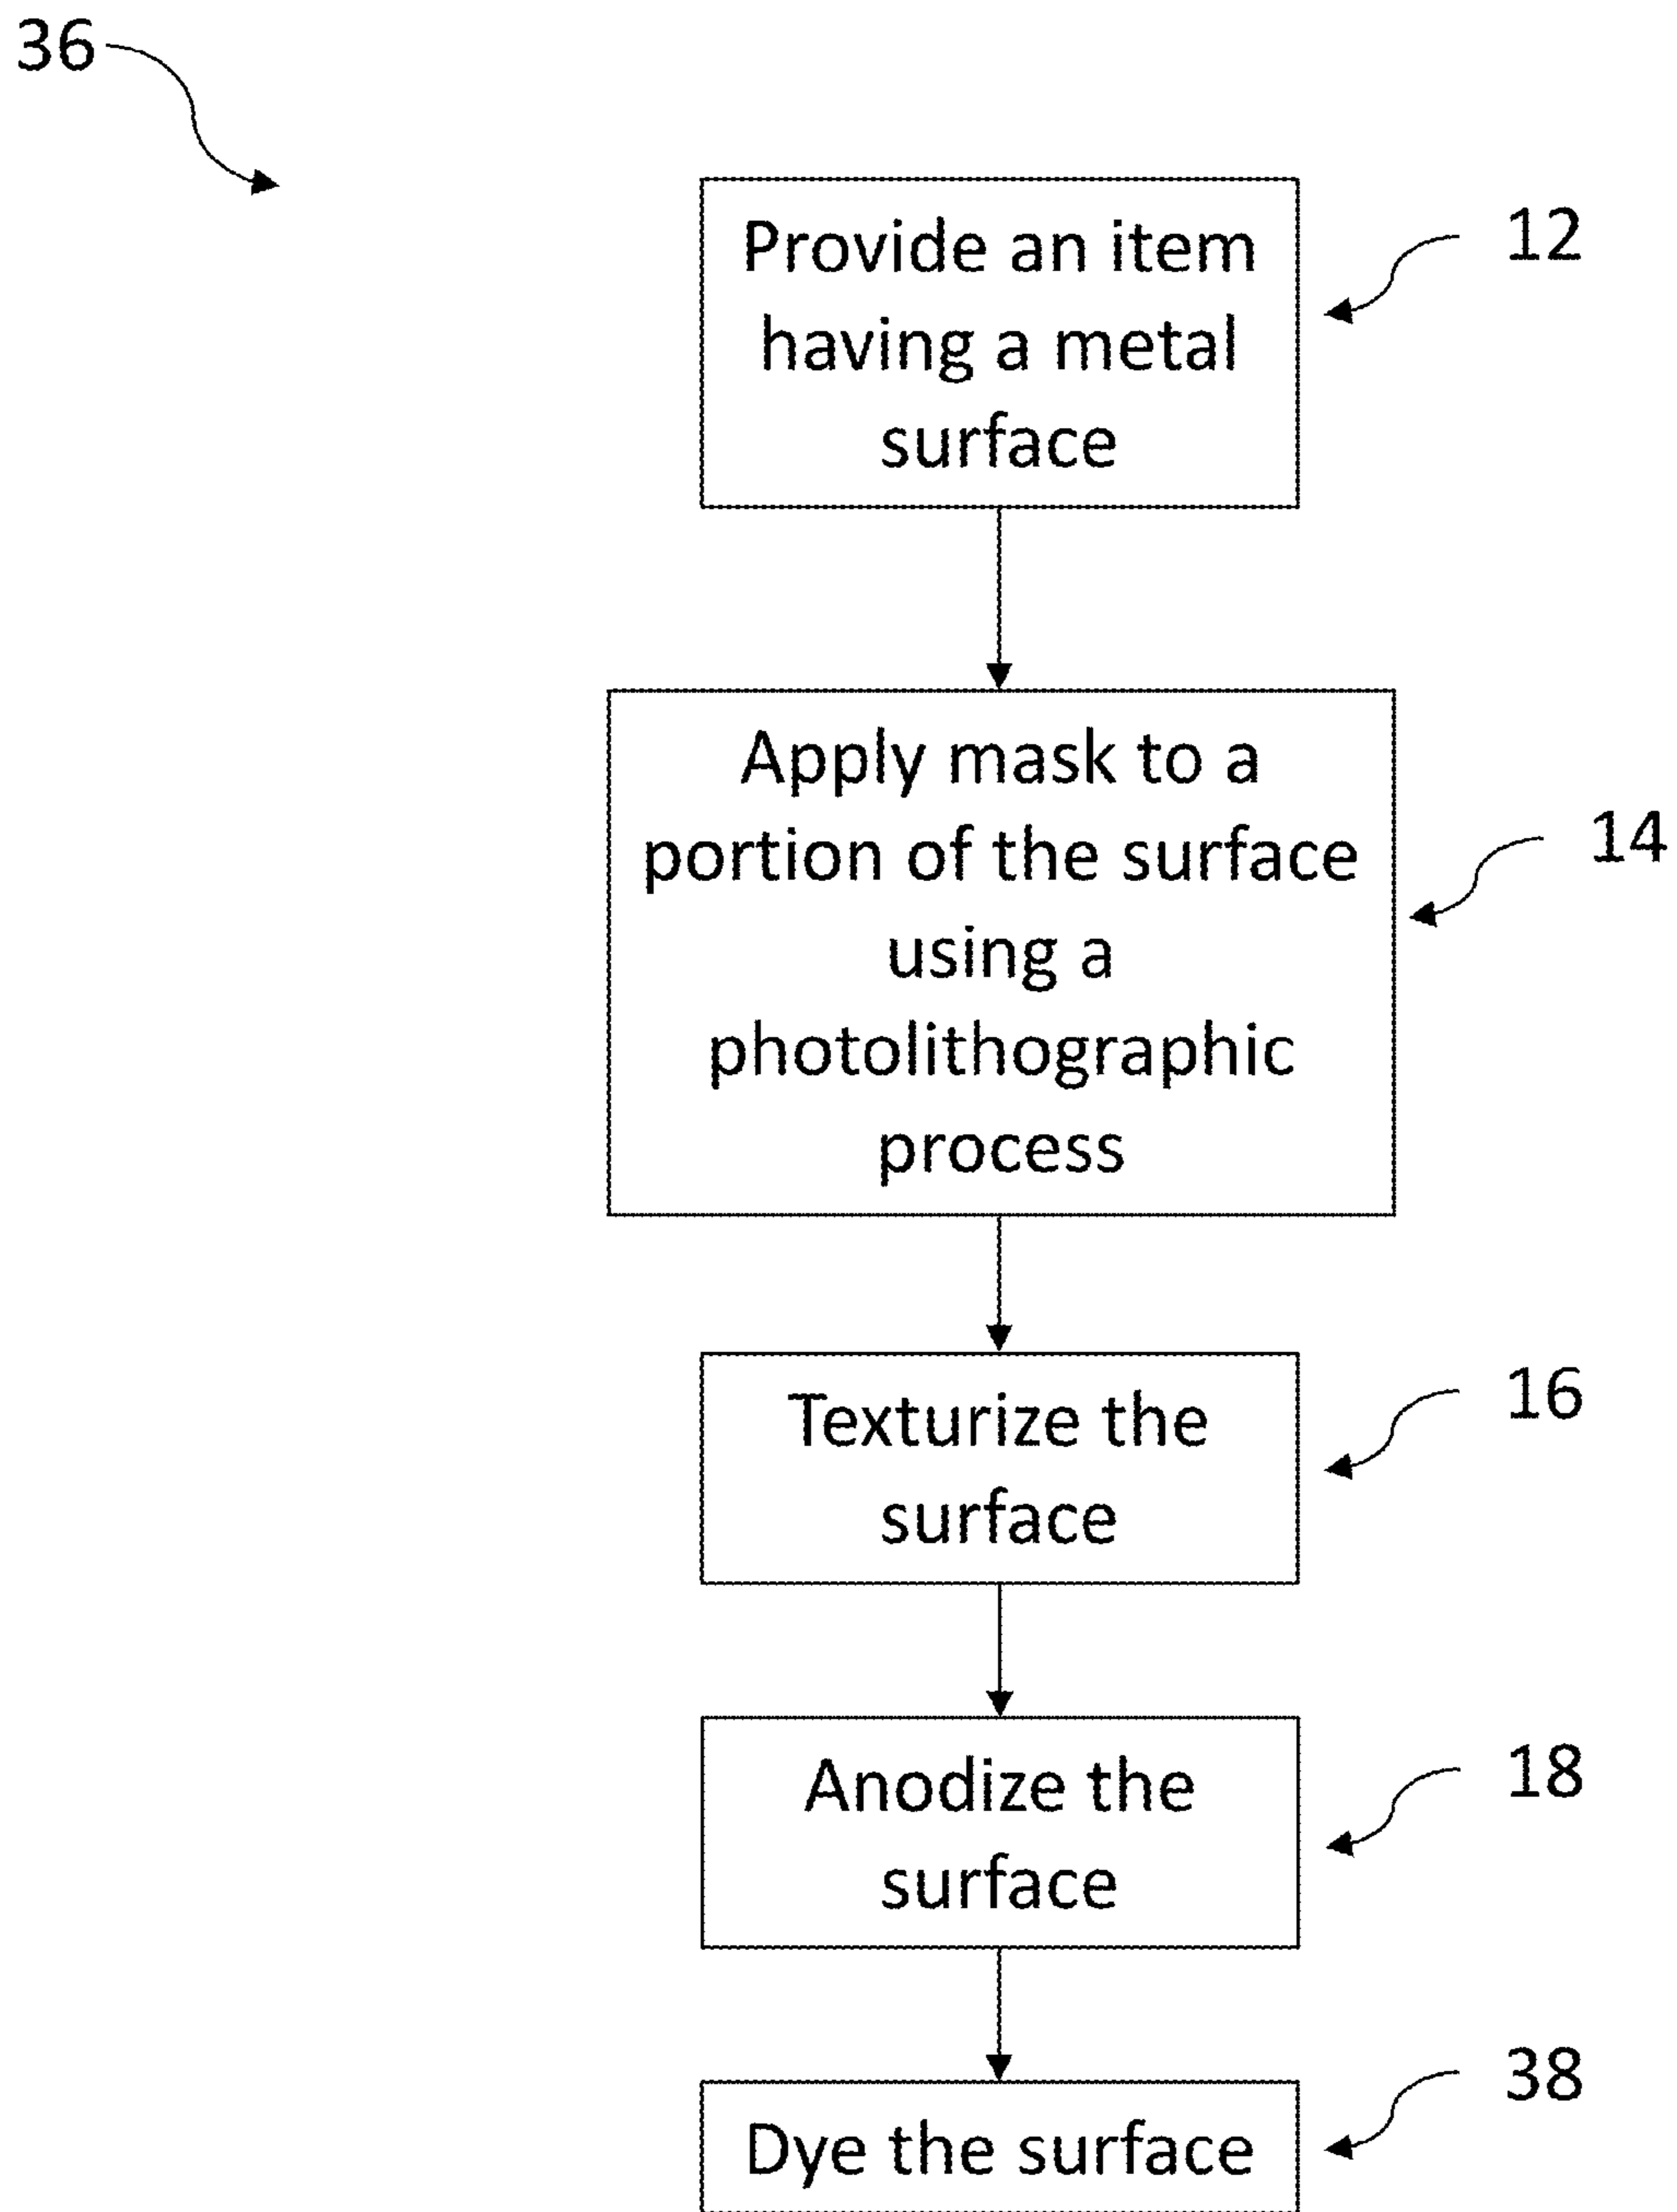 36
Provide an item
having a metal
surface
12
Apply mask to a
portion of the surface
using a
photolithographic
process
14
Texturize the
surface
16
Anodize the
surface
18
Dye the surface
38